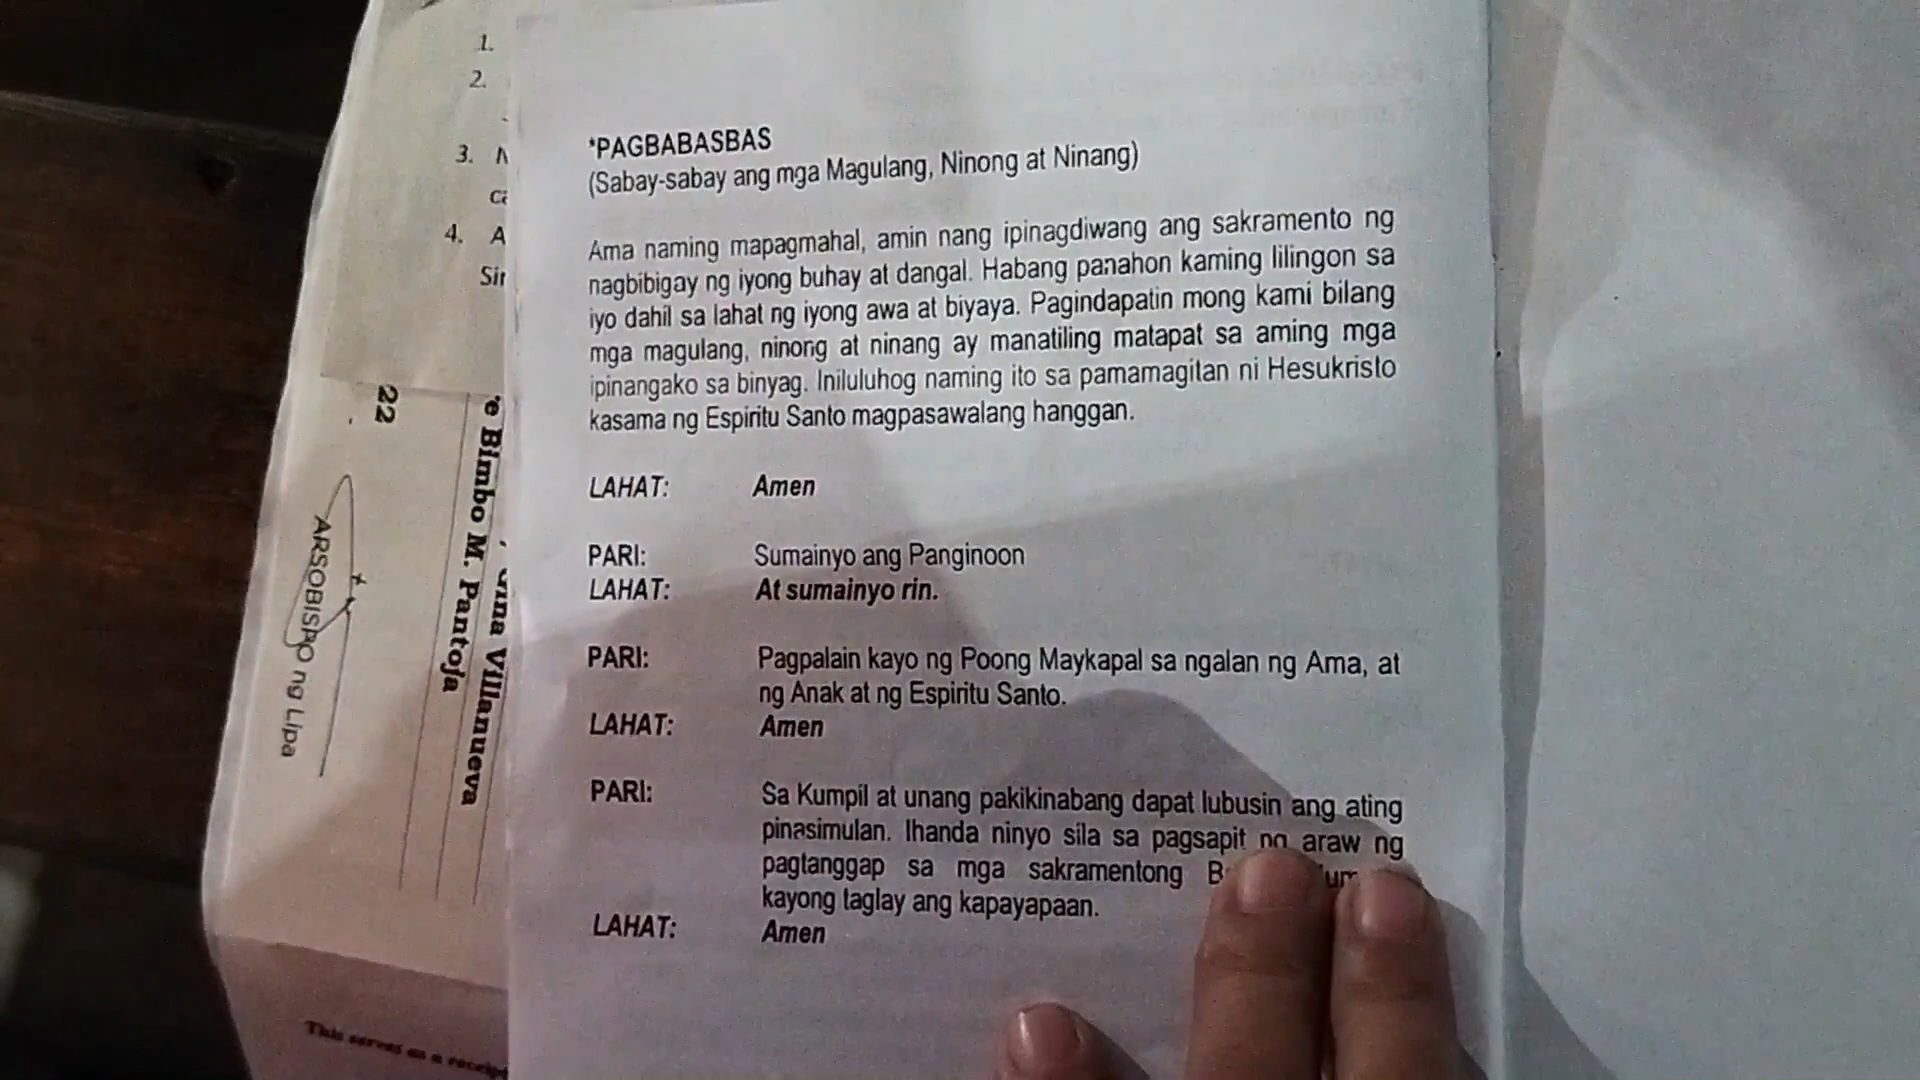 *PAGBABASBAS
(Sabay-sabay ang mga Magulang, Ninong at Ninang)
Ama naming mapagmahal, amin nang ipinagdiwang ang sakramento ng
nagbibigay ng iyong buhay at dangal. Habang panahon kaming lilingon sa
iyo dahil sa lahat ng iyong awa at biyaya. Pagindapatin mong kami bilang
mga magulang, ninong at ninang ay manatiling matapat sa aming mga
ipinangako sa binyag. Iniluluhog naming ito sa pamamagitan ni Hesukristo
kasama ng Espiritu Santo magpasawalang hanggan.
LAHAT: Amen
PARI: Sumainyo ang Panginoon
LAHAT: At sumainyo rin.
PARI: Pagpalain kayo ng Poong Maykapal sa ngalan ng Ama, at
ng Anak at ng Espiritu Santo.
LAHAT: Amen
PARI: Sa Kumpil at unang pakikinabang dapat lubusin ang ating
pinasimulan. Ihanda ninyo sila sa pagsapit ng araw ng
pagtanggap sa mga sakramentong
kayong taglay ang kapayapaan.
LAHAT: Amen
1.
2.
3.
4. A
22
Villanueva
Bimbo M. Pantoja
ARSOBISPO ng Lipa
This serves as a receipt